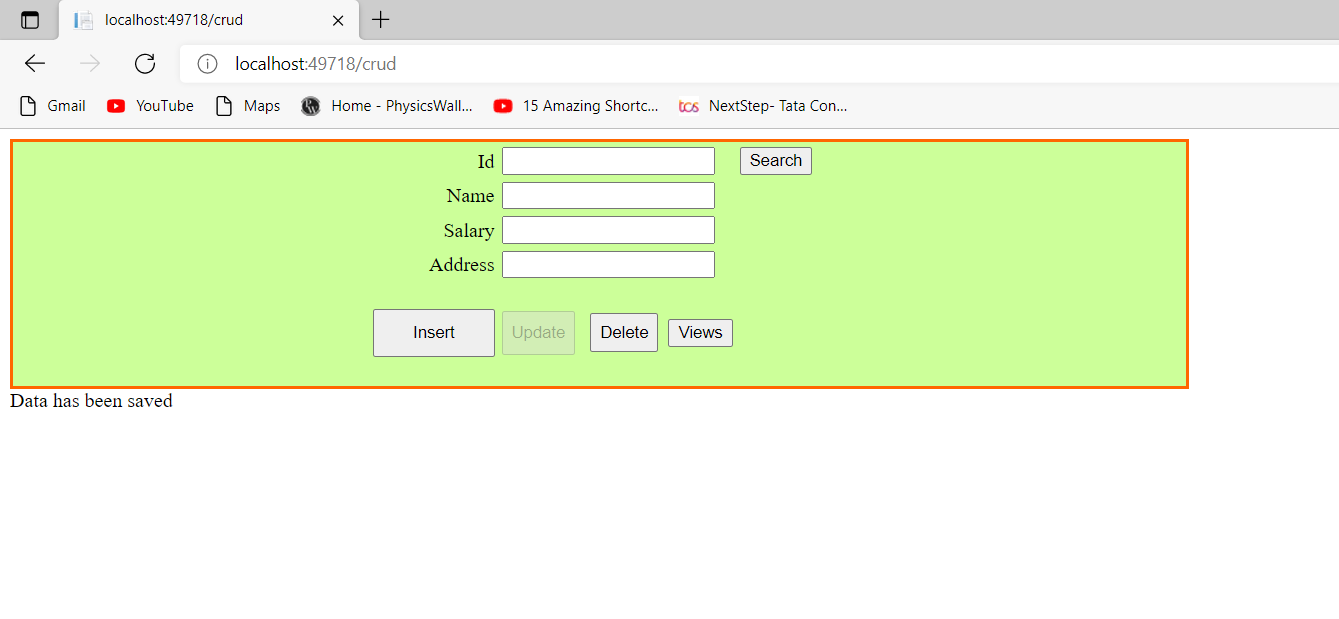 localhost:49718/crud
localhost:49718/crud
Gmail YouTube Maps Home - PhysicsWall... 15 Amazing Shortc... tcs NextStep- Tata Con...
Id Search
Name
Salary
Address
Insert Update Delete Views
Data has been saved